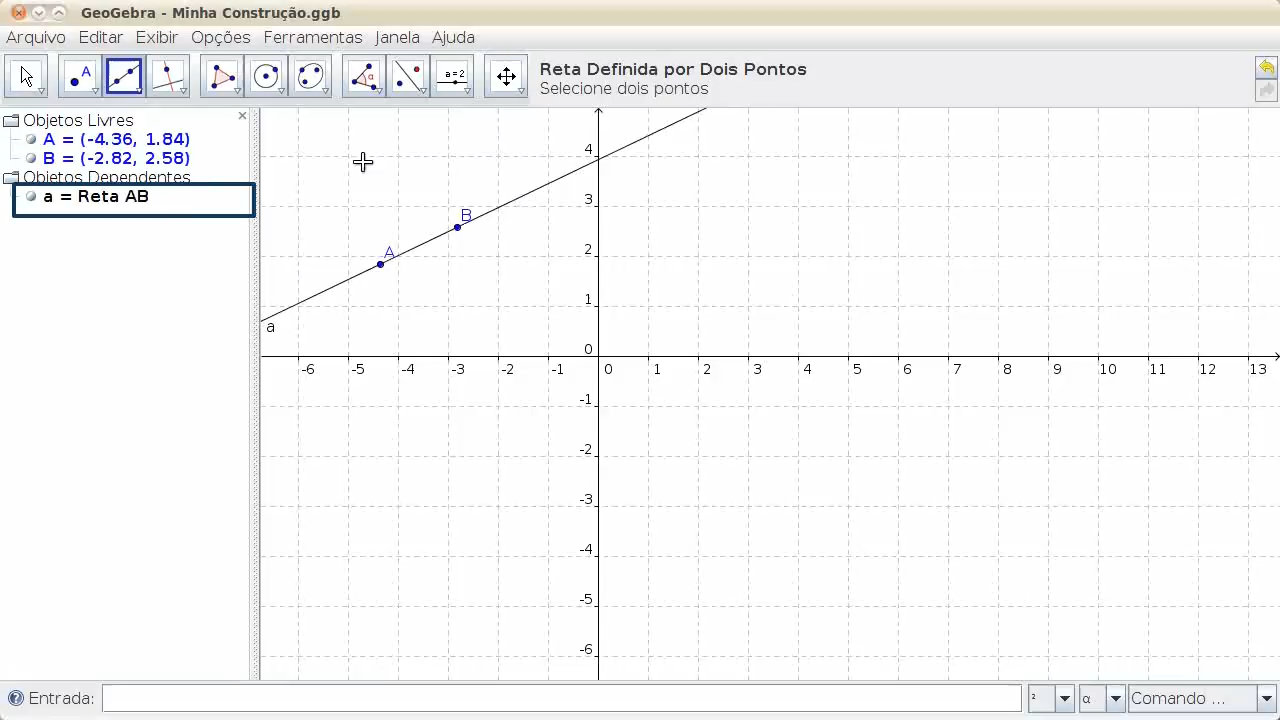 GeoGebra - Minha Construção.ggb
Arquivo Editar Exibir Opções Ferramentas Janela Ajuda
A
α
a=2
Reta Definida por Dois Pontos
Selecione dois pontos
Objetos Livres
A = (-4.36, 1.84)
B = (-2.82, 2.58)
Objetos Dependentes
a = Reta AB
4
3
B
2
A
1
a
0
-6 -5 -4 -3 -2 -1 0 1 2 3 4 5 6 7 8 9 10 11 12 13
-1
-2
-3
-4
-5
-6
Entrada:
²
α
Comando ...